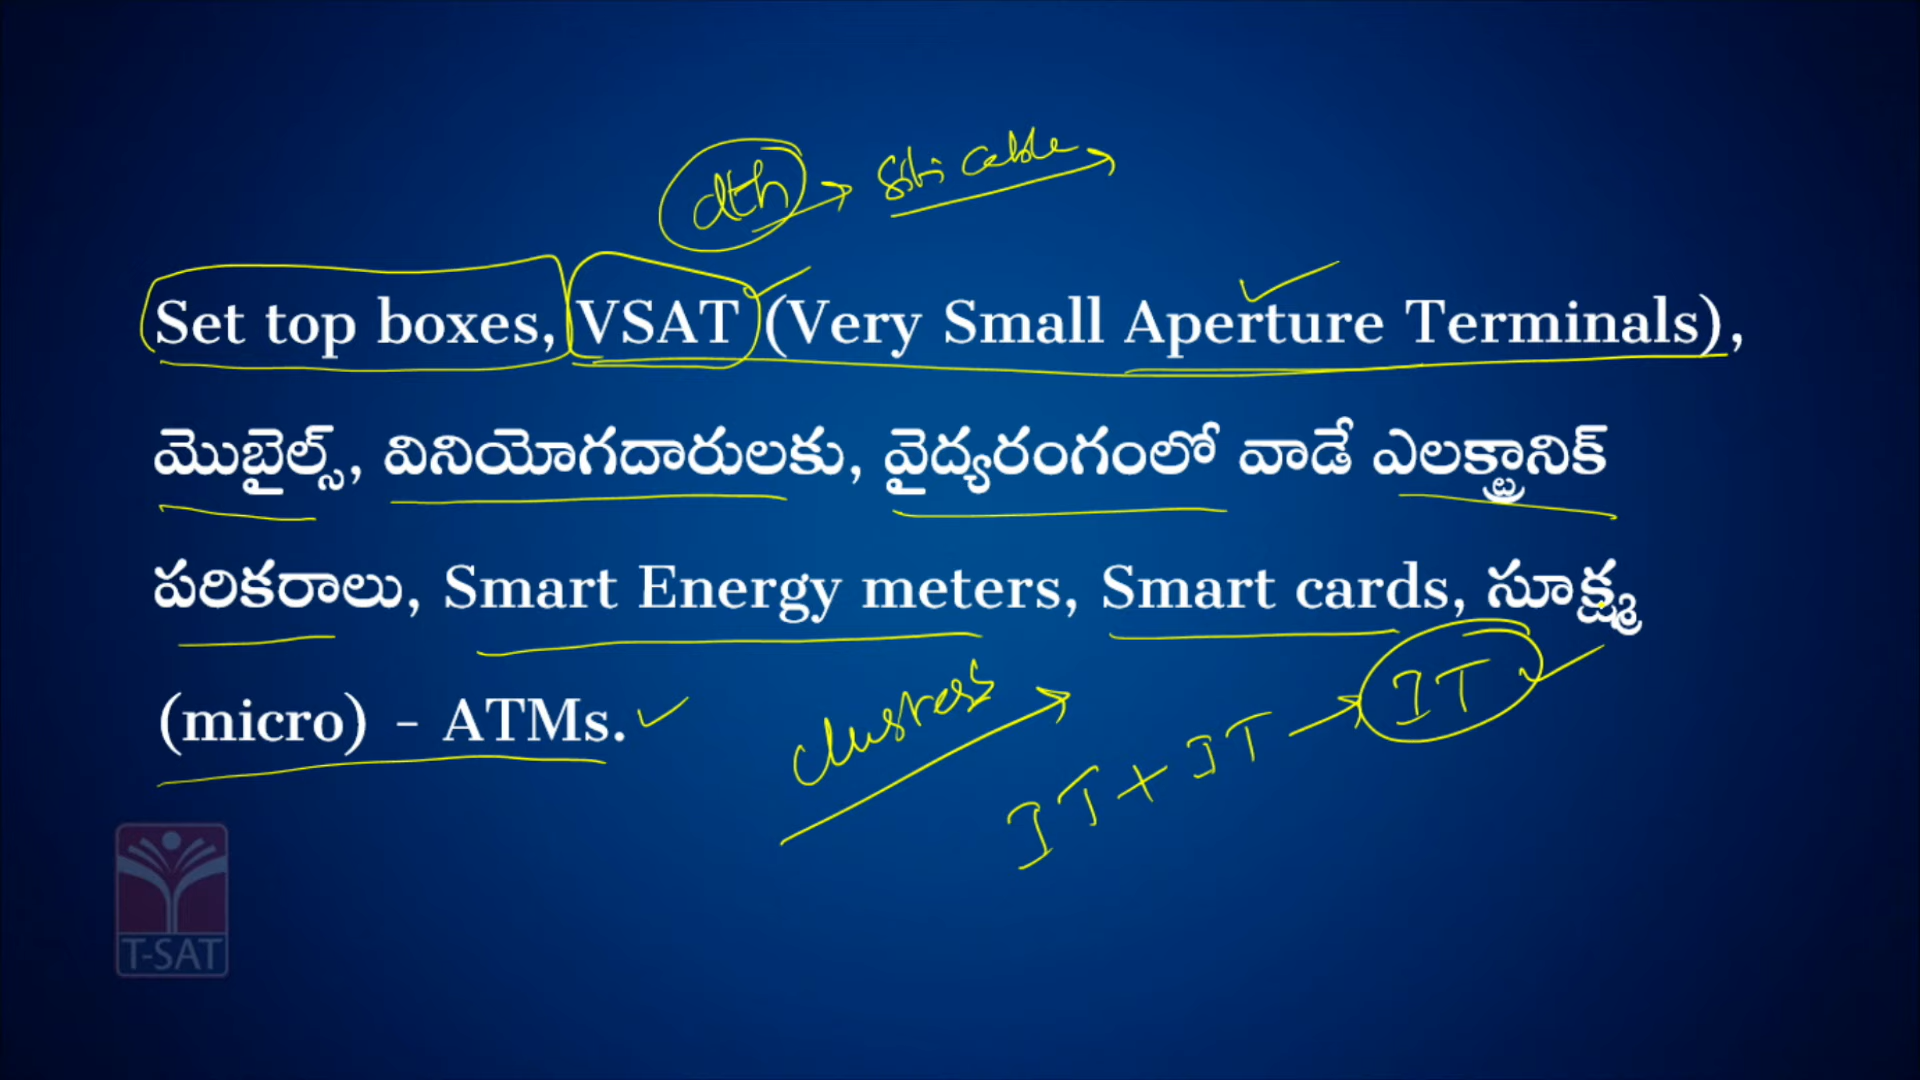 dth → cable
Set top boxes, VSAT (Very Small Aperture Terminals),
మొబైల్స్, వినియోగదారులకు, వైద్యరంగంలో వాడే ఎలక్ట్రానిక్
పరికరాలు, Smart Energy meters, Smart cards, సూక్ష్మ
(micro) - ATMs.
IT + IT → IT
T-SAT